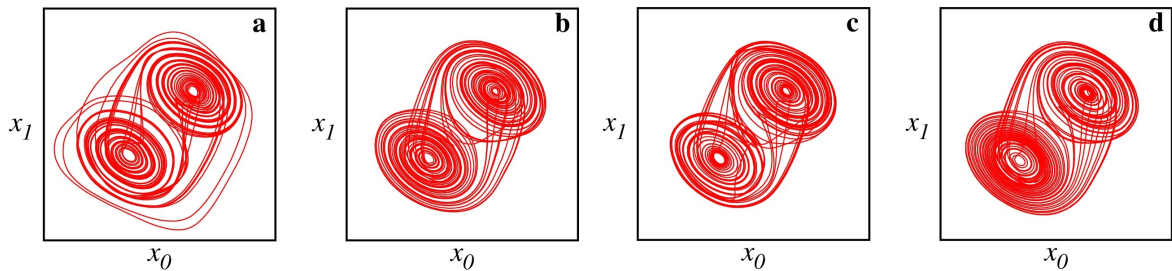 a b c d
x₁ x₁ x₁ x₁
x₀ x₀ x₀ x₀